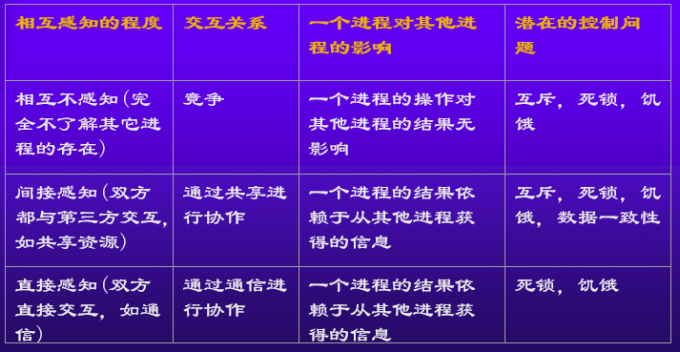 相互感知的程度
交互关系
一个进程对其他进
程的影响
潜在的控制问
题
相互不感知(完
全不了解其它进
程的存在)
竞争
一个进程的操作对
其他进程的结果无
影响
互斥，死锁，饥
饿
间接感知(双方
都与第三方交互，
如共享资源)
通过共享进
行协作
一个进程的结果依
赖于从其他进程获
得的信息
互斥，死锁，饥
饿，数据一致性
直接感知(双方
直接交互，如通
信)
通过通信进
行协作
一个进程的结果依
赖于从其他进程获
得的信息
死锁，饥饿